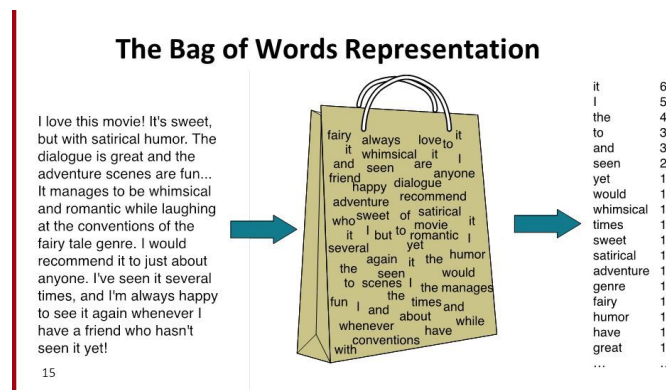 The Bag of Words Representation
I love this movie! It's sweet,
but with satirical humor. The
dialogue is great and the
adventure scenes are fun...
It manages to be whimsical
and romantic while laughing
at the conventions of the
fairy tale genre. I would
recommend it to just about
anyone. I've seen it several
times, and I'm always happy
to see it again whenever I
have a friend who hasn't
seen it yet!
fairy always love to it
it whimsical it I
and seen are anyone
friend happy dialogue
adventure recommend
who sweet of satirical
it I but to movie it
romantic I
several yet
again it the humor
the seen would
to scenes I the manages
fun I and the times and
about while
whenever have
conventions
with
it 6
I 5
the 4
to 3
and 3
seen 2
yet 1
would 1
whimsical 1
times 1
sweet 1
satirical 1
adventure 1
genre 1
fairy 1
humor 1
have 1
great 1
... 
15